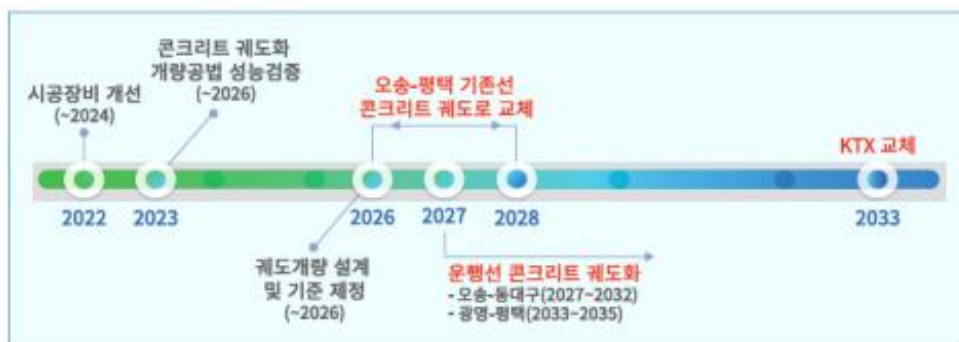 콘크리트 궤도화
개량공법 성능검증
(~2026)
시공장비 개선
(~2024)
오송-평택 기존선
콘크리트 궤도로 교체
KTX 교체
2022
2023
2026
2027
2028
2033
궤도개량 설계
및 기준 제정
(~2026)
운행선 콘크리트 궤도화
- 오송-동대구(2027~2032)
- 광명-평택(2033~2035)